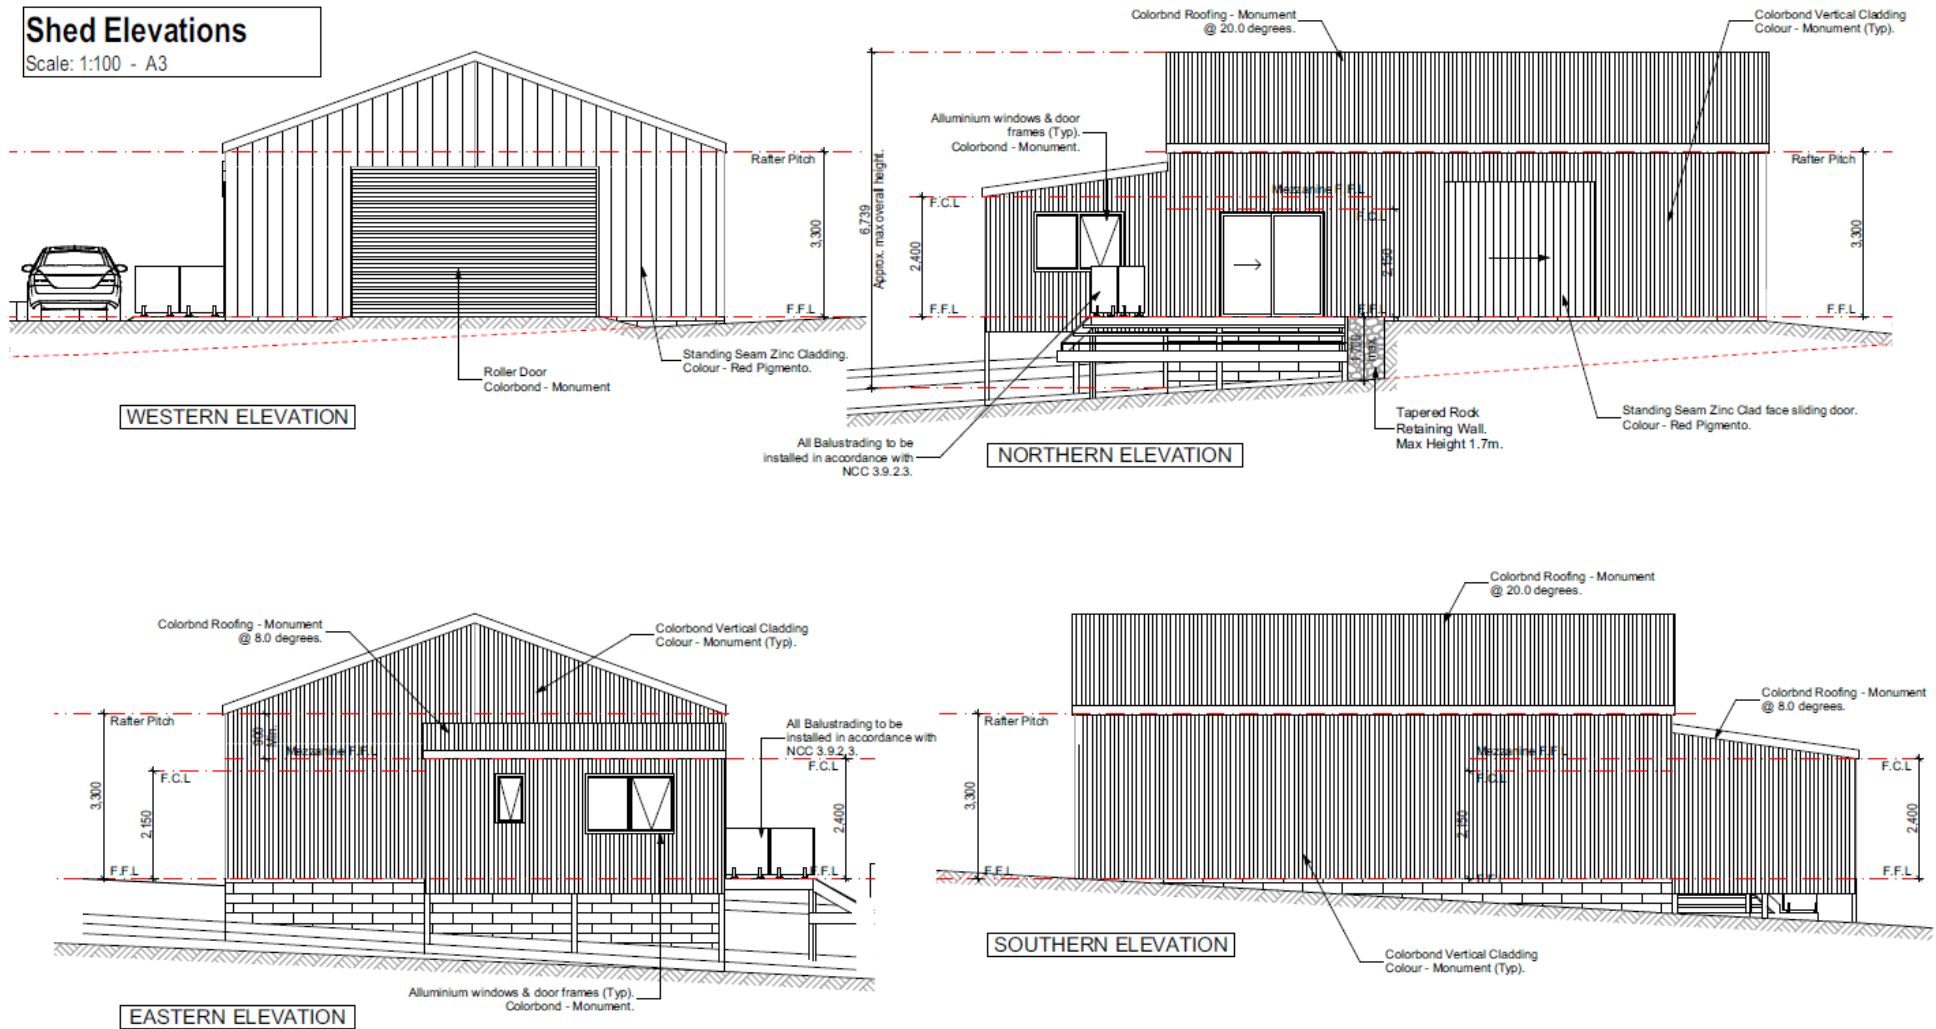 Shed Elevations
Scale: 1:100 - A3
Rafter Pitch
3,300
F.F.L
Standing Seam Zinc Cladding.
Colour - Red Pigmento.
Roller Door
Colorbond - Monument
WESTERN ELEVATION
Colorbnd Roofing - Monument
@ 20.0 degrees.
Colorbond Vertical Cladding
Colour - Monument (Typ).
Alluminium windows & door
frames (Typ).
Colorbond - Monument.
6,739
Approx. max overall height.
Rafter Pitch
Mezzanine F.F.L
F.C.L
F.C.L
2,400
2,150
3,300
F.F.L
F.F.L
F.F.L
1,700
max.
Tapered Rock
Retaining Wall.
Max Height 1.7m.
Standing Seam Zinc Clad face sliding door.
Colour - Red Pigmento.
All Balustrading to be
installed in accordance with
NCC 3.9.2.3.
NORTHERN ELEVATION
Colorbnd Roofing - Monument
@ 8.0 degrees.
Colorbond Vertical Cladding
Colour - Monument (Typ).
Rafter Pitch
900
Min.
Mezzanine F.F.L
F.C.L
All Balustrading to be
installed in accordance with
NCC 3.9.2.3.
F.C.L
3,300
2,150
2,400
F.F.L
F.F.L
Alluminium windows & door frames (Typ).
Colorbond - Monument.
EASTERN ELEVATION
Colorbnd Roofing - Monument
@ 20.0 degrees.
Colorbnd Roofing - Monument
@ 8.0 degrees.
Rafter Pitch
Mezzanine F.F.L
F.C.L
F.C.L
3,300
2,150
2,400
F.F.L
F.F.L
F.F.L
Colorbond Vertical Cladding
Colour - Monument (Typ).
SOUTHERN ELEVATION